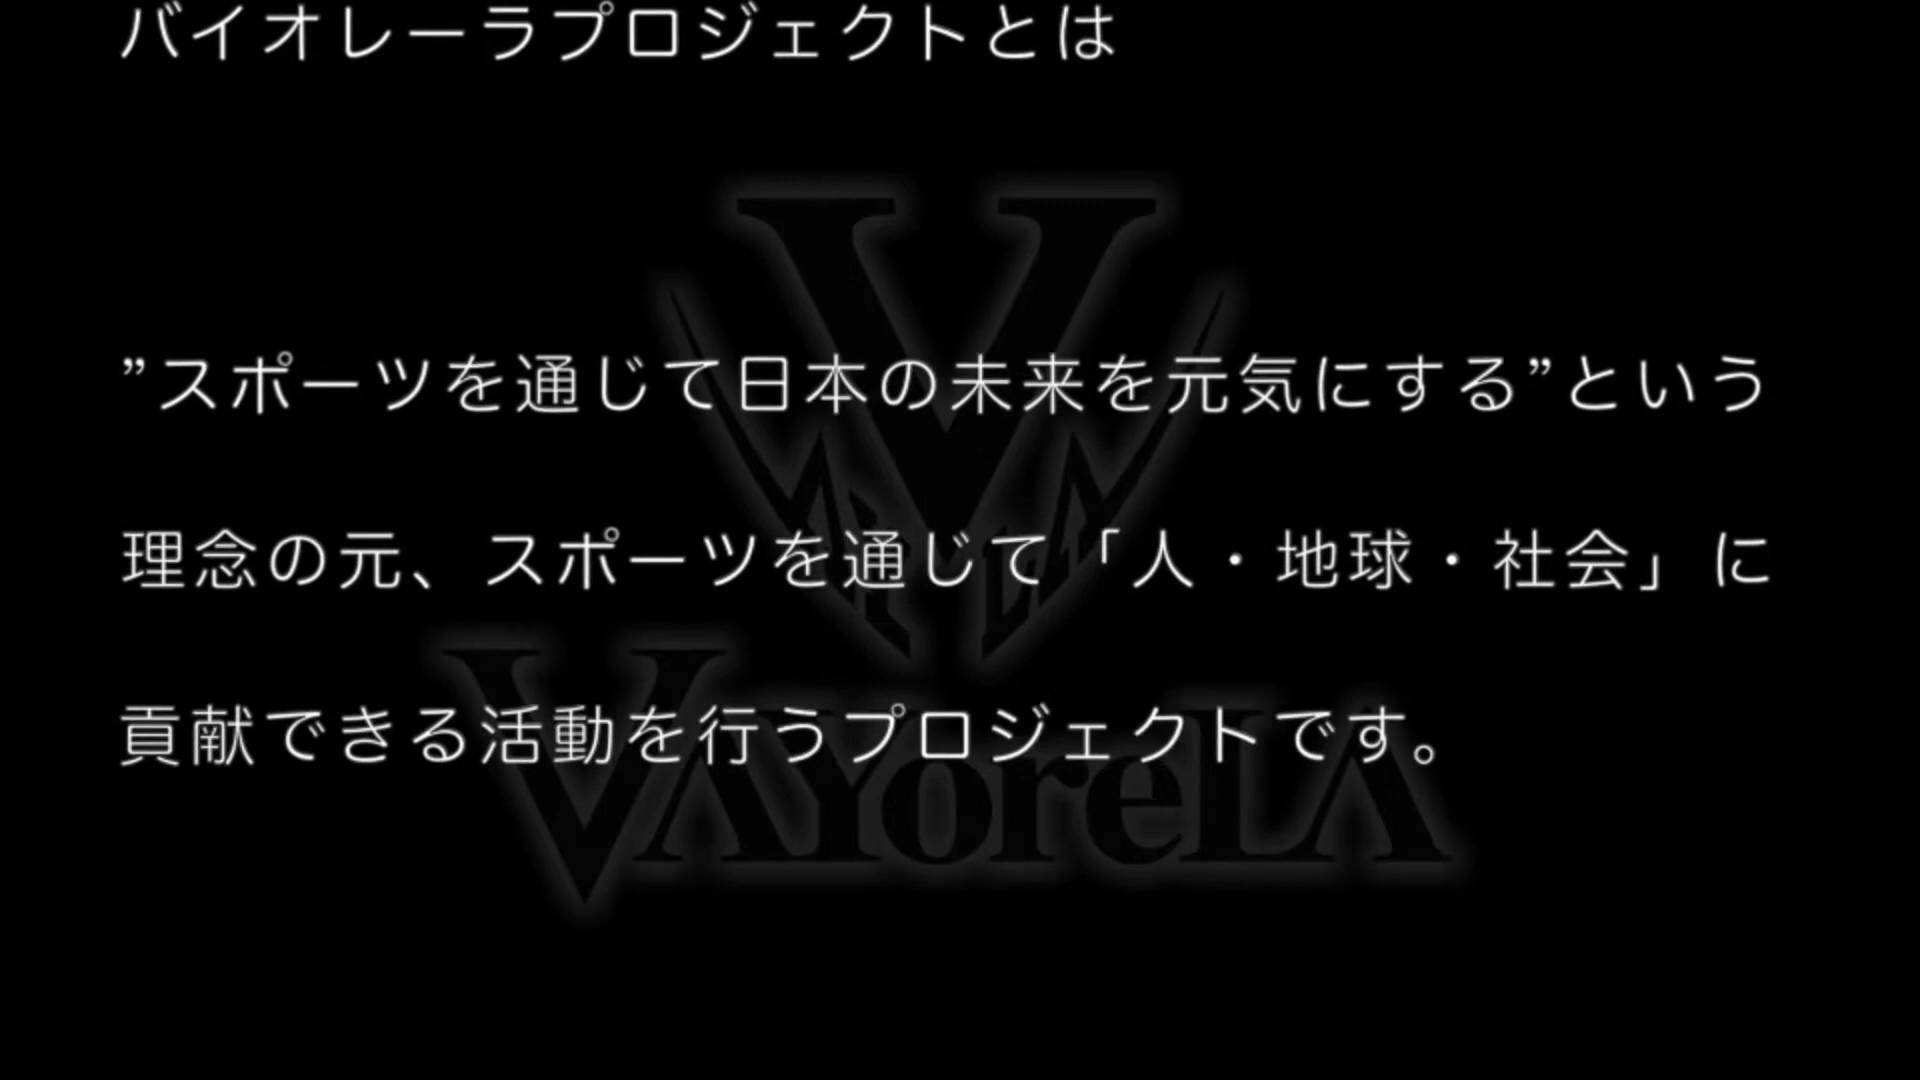 バイオレーラプロジェクトとは
”スポーツを通じて日本の未来を元気にする”という
理念の元、スポーツを通じて「人・地球・社会」に
貢献できる活動を行うプロジェクトです。
V
VAYoreLA